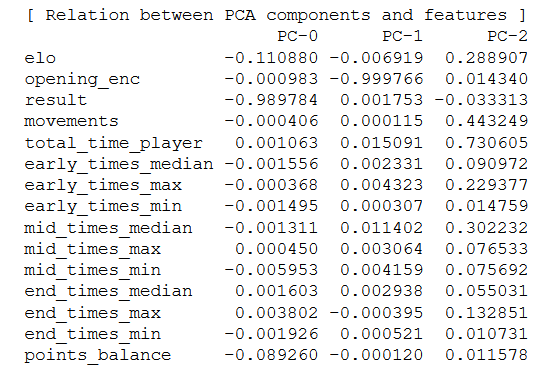 [ Relation between PCA components and features ]
PC-0 PC-1 PC-2
elo -0.110880 -0.006919 0.288907
opening_enc -0.000983 -0.999766 0.014340
result -0.989784 0.001753 -0.033313
movements -0.000406 0.000115 0.443249
total_time_player 0.001063 0.015091 0.730605
early_times_median -0.001556 0.002331 0.090972
early_times_max -0.000368 0.004323 0.229377
early_times_min -0.001495 0.000307 0.014759
mid_times_median -0.001311 0.011402 0.302232
mid_times_max 0.000450 0.003064 0.076533
mid_times_min -0.005953 0.004159 0.075692
end_times_median 0.001603 0.002938 0.055031
end_times_max 0.003802 -0.000395 0.132851
end_times_min -0.001926 0.000521 0.010731
points_balance -0.089260 -0.000120 0.011578